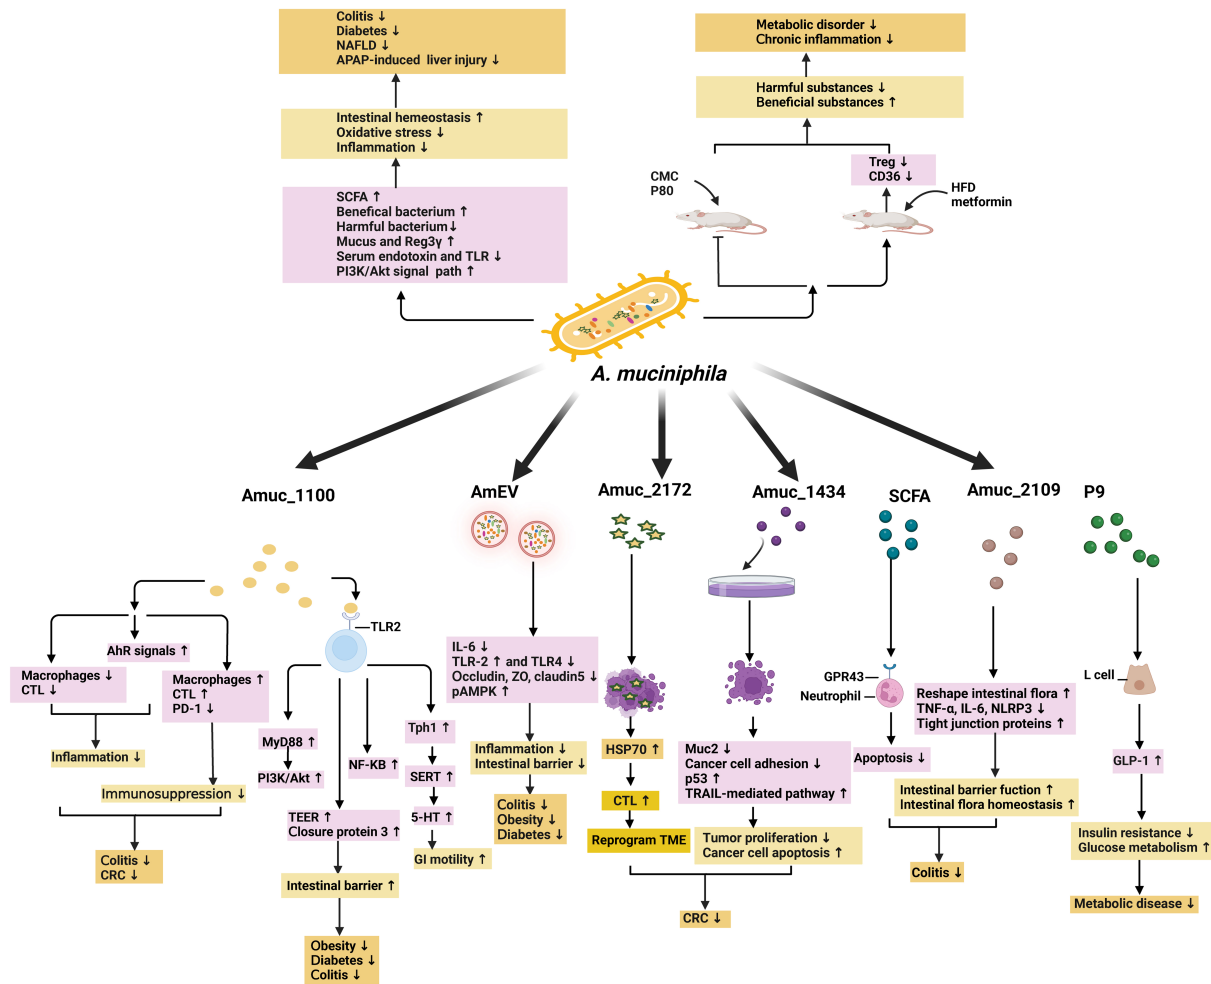 Colitis ↓
Diabetes ↓
NAFLD ↓
APAP-induced liver injury ↓
Intestinal hemeostasis ↑
Oxidative stress ↓
Inflammation ↓
SCFA ↑
Benefical bacterium ↑
Harmful bacterium↓
Mucus and Reg3γ ↑
Serum endotoxin and TLR ↓
PI3K/Akt signal path ↑
Metabolic disorder ↓
Chronic inflammation ↓
Harmful substances ↓
Beneficial substances ↑
Treg ↓
CD36 ↓
CMC
P80
HFD
metformin
A. muciniphila
Amuc_1100
AmEV
Amuc_2172
Amuc_1434
SCFA
Amuc_2109
P9
TLR2
AhR signals ↑
Macrophages ↓
CTL ↓
Macrophages ↑
CTL ↑
PD-1 ↓
Inflammation ↓
Immunosuppression ↓
Colitis ↓
CRC ↓
MyD88 ↑
PI3K/Akt ↑
TEER ↑
Closure protein 3 ↑
Intestinal barrier ↑
Obesity ↓
Diabetes ↓
Colitis ↓
NF-KB ↑
Tph1 ↑
SERT ↑
5-HT ↑
GI motility ↑
IL-6 ↓
TLR-2 ↑ and TLR4 ↓
Occludin, ZO, claudin5 ↓
pAMPK ↑
Inflammation ↓
Intestinal barrier ↓
Colitis ↓
Obesity ↓
Diabetes ↓
HSP70 ↑
CTL ↑
Reprogram TME
Muc2 ↓
Cancer cell adhesion ↓
p53 ↑
TRAIL-mediated pathway ↑
Tumor proliferation ↓
Cancer cell apoptosis ↑
CRC ↓
GPR43
Neutrophil
Apoptosis ↓
Reshape intestinal flora ↑
TNF-α, IL-6, NLRP3 ↓
Tight junction proteins ↑
Intestinal barrier fuction ↑
Intestinal flora homeostasis ↑
Colitis ↓
L cell
GLP-1 ↑
Insulin resistance ↓
Glucose metabolism ↑
Metabolic disease ↓